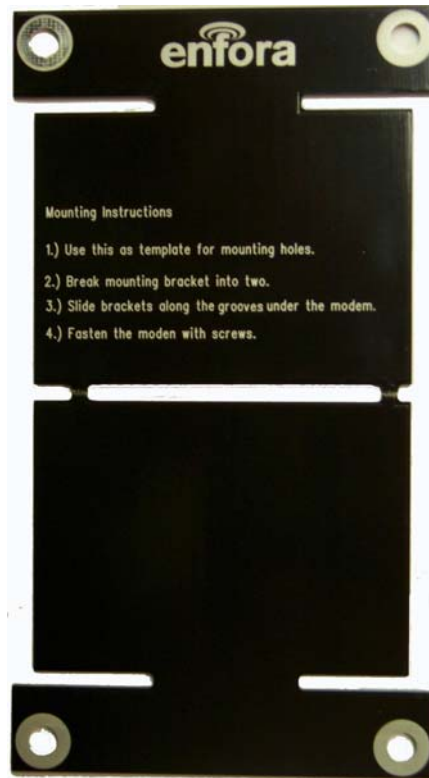 enfora
Mounting Instructions
1.) Use this as template for mounting holes.
2.) Break mounting bracket into two.
3.) Slide brackets along the grooves under the modem.
4.) Fasten the moden with screws.